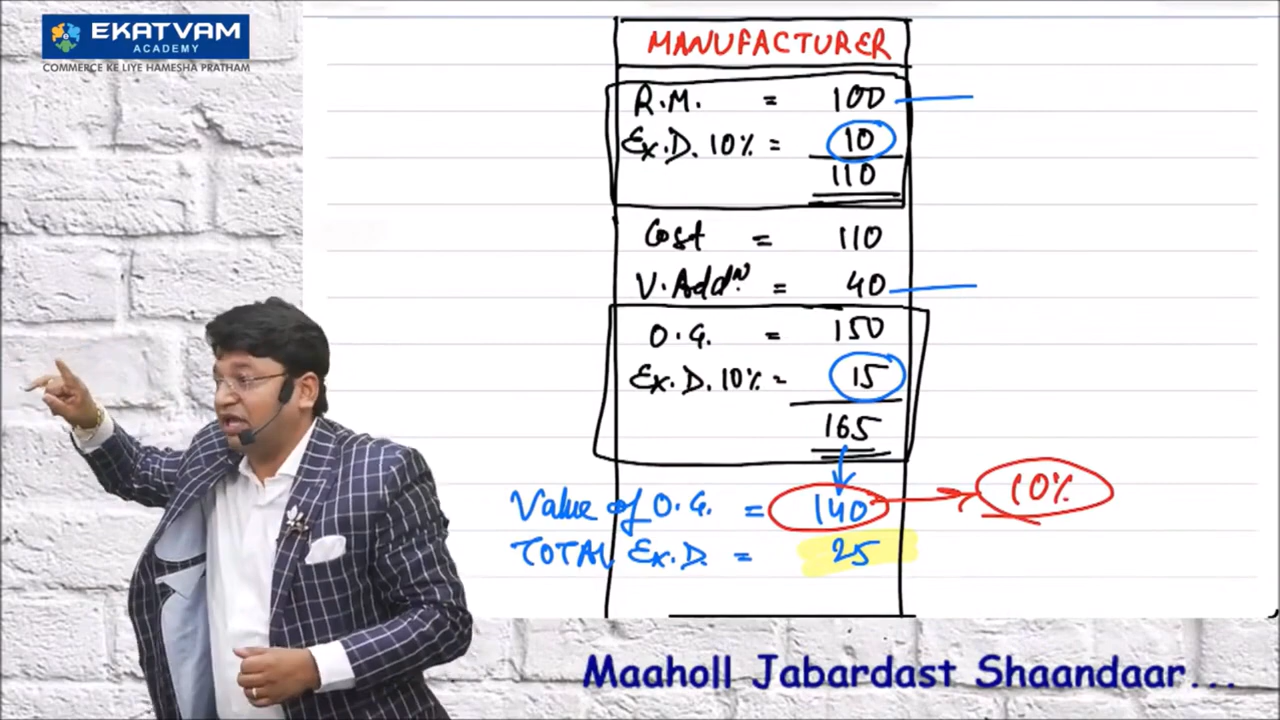 EKATVAM
ACADEMY
COMMERCE KE LIYE HAMESHA PRATHAM
MANUFACTURER
R.M. = 100
Ex.D. 10% = 10
110
Cost = 110
V.Addⁿ. = 40
O.G. = 150
Ex.D. 10% = 15
165
Value of O.G. = 140 → 10%
TOTAL Ex.D. = 25
Maaholl Jabardast Shaandaar...